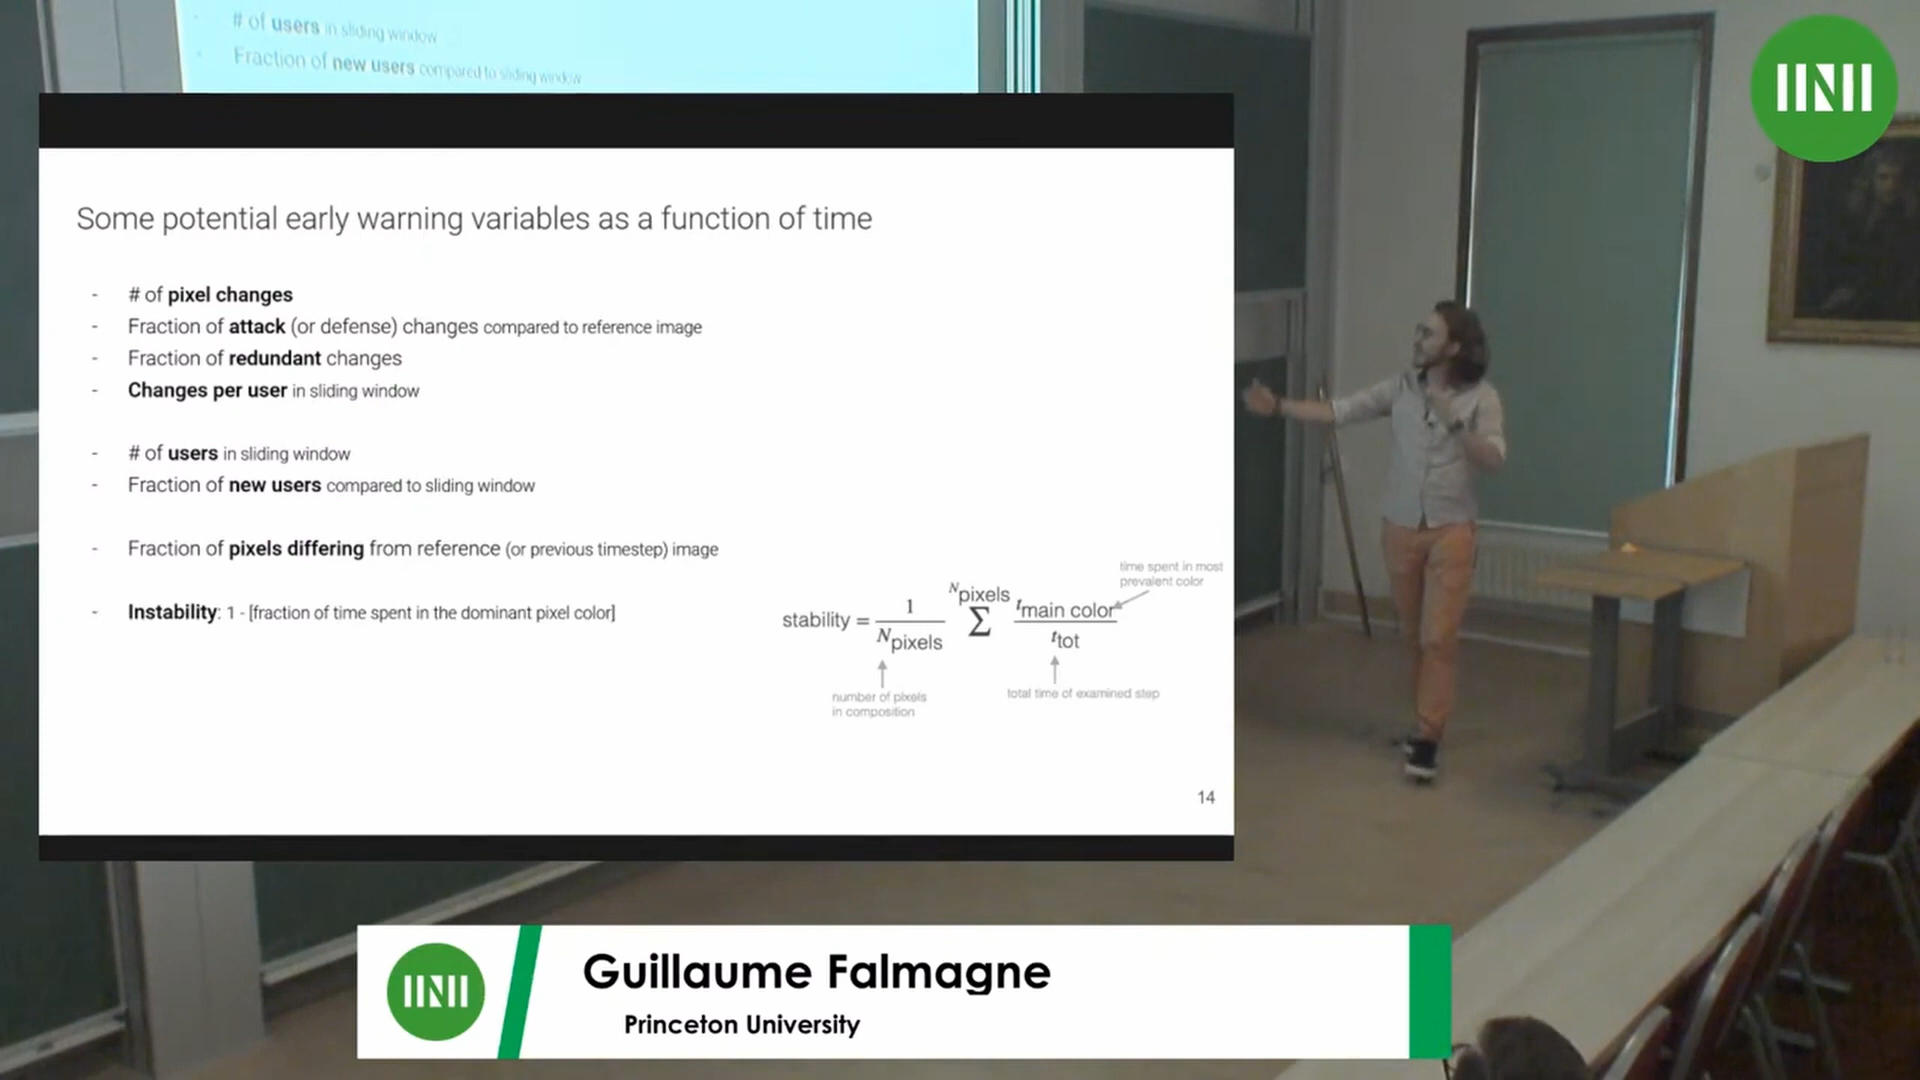 # of users in sliding window
Fraction of new users compared to sliding window
Some potential early warning variables as a function of time
- # of pixel changes
- Fraction of attack (or defense) changes compared to reference image
- Fraction of redundant changes
- Changes per user in sliding window
- # of users in sliding window
- Fraction of new users compared to sliding window
- Fraction of pixels differing from reference (or previous timestep) image
- Instability: 1 - [fraction of time spent in the dominant pixel color]
stability = 1 / Npixels Npixels ∑ tmain color / ttot
time spent in most
prevalent color
number of pixels
in composition
total time of examined step
14
Guillaume Falmagne
Princeton University